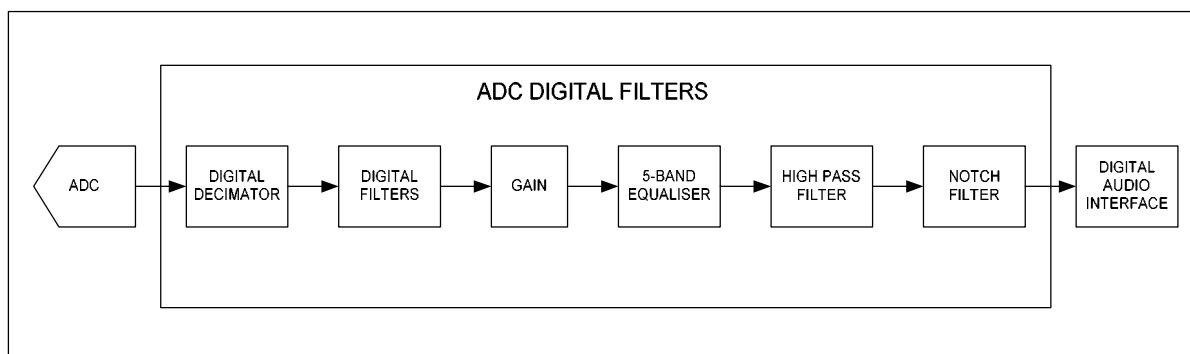 ADC DIGITAL FILTERS
ADC
DIGITAL
DECIMATOR
DIGITAL
FILTERS
GAIN
5-BAND
EQUALISER
HIGH PASS
FILTER
NOTCH
FILTER
DIGITAL
AUDIO
INTERFACE